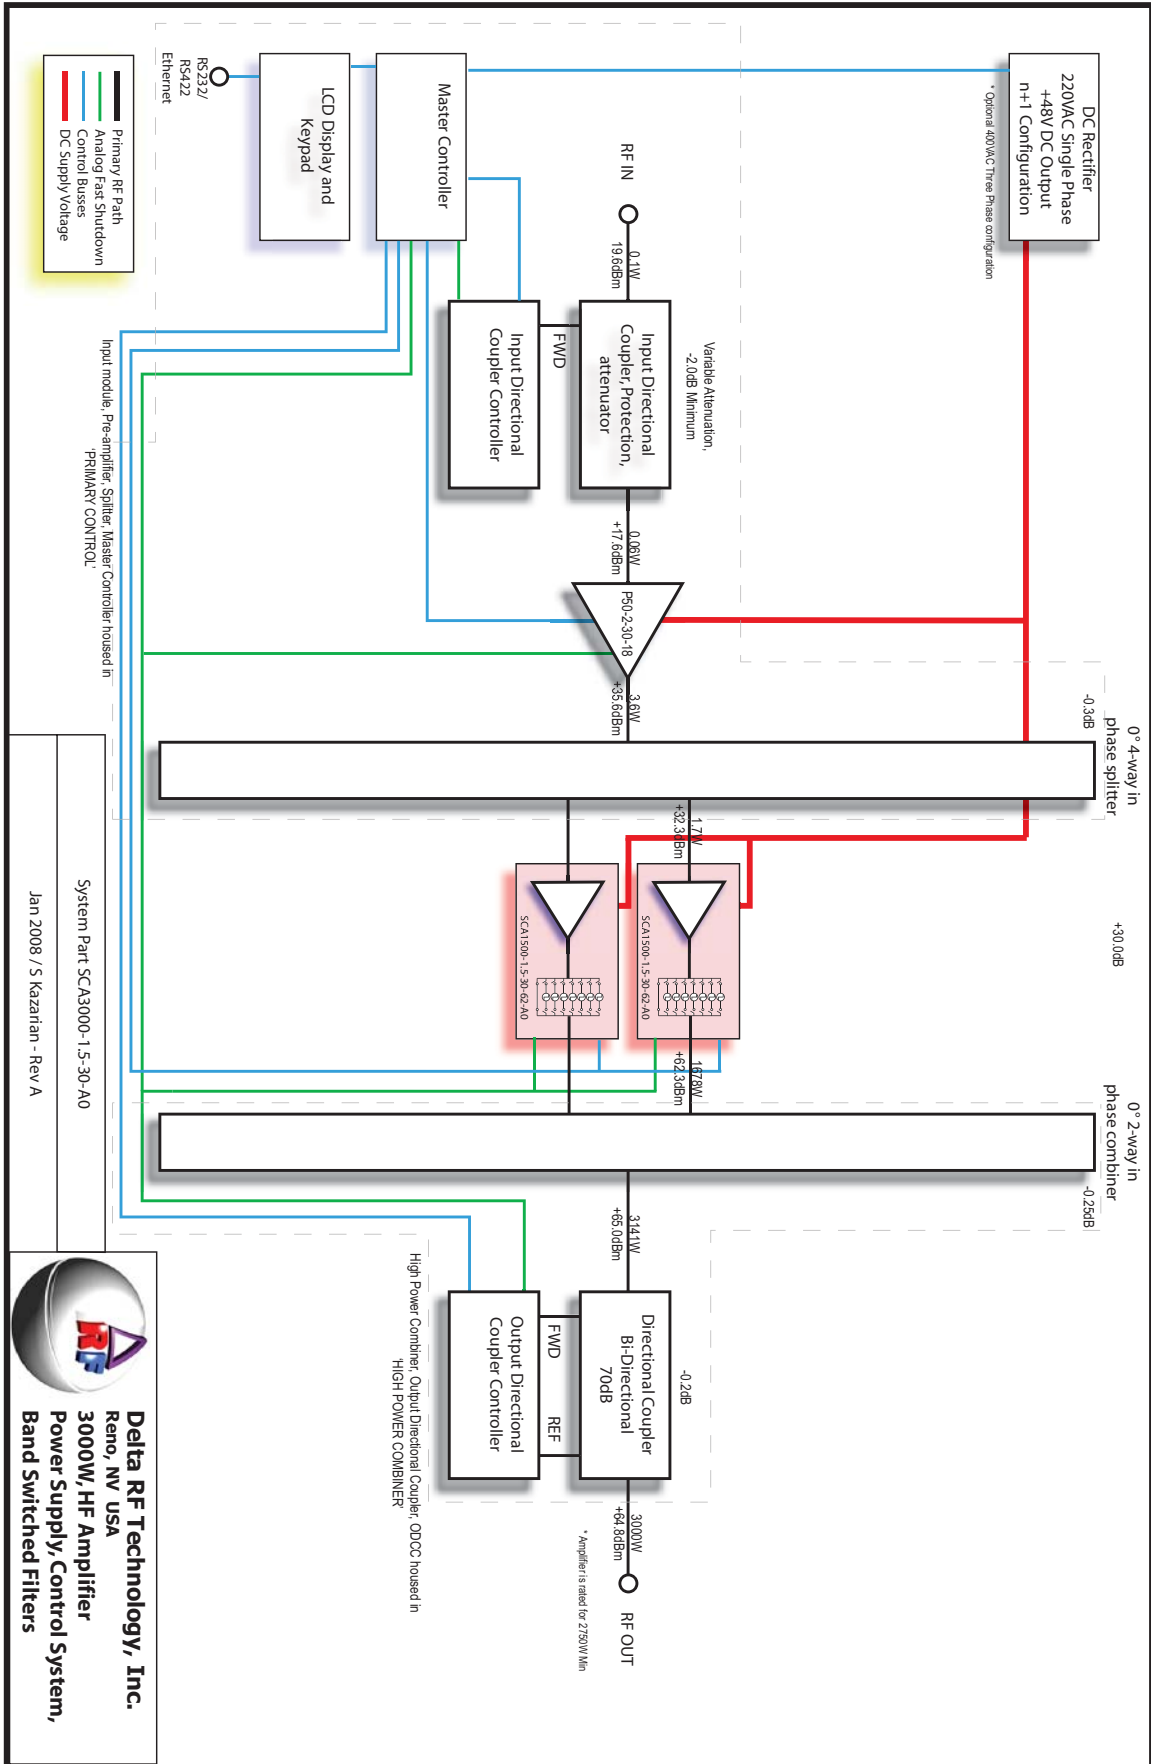 DC Rectifier
220VAC Single Phase
+48V DC Output
n+1 Configuration
* Optional 400VAC Three Phase configuration
0° 4-way in
phase splitter
-0.3dB
+30.0dB
0° 2-way in
phase combiner
-0.25dB
Variable Attenuation,
-2.0dB Minimum
RF IN
0.1W
19.6dBm
Input Directional
Coupler, Protection,
attenuator
0.06W
+17.6dBm
P50-2-30-18
3.6W
+35.6dBm
1.7W
+32.3dBm
SCA1500-1.5-30-62-A0
1678W
+62.3dBm
SCA1500-1.5-30-62-A0
3141W
+65.0dBm
-0.2dB
Directional Coupler
Bi-Directional
70dB
3000W
+64.8dBm
RF OUT
* Amplifier is rated for 2750W Min
FWD
FWD
REF
Master Controller
Input Directional
Coupler Controller
Output Directional
Coupler Controller
LCD Display and
Keypad
RS232/
RS422
Ethernet
High Power Combiner, Output Directional Coupler, ODCC housed in
'HIGH POWER COMBINER'
Primary RF Path
Analog Fast Shutdown
Control Busses
DC Supply Voltage
Input module, Pre-amplifier, Splitter, Master Controller housed in
'PRIMARY CONTROL'
System Part SCA3000-1.5-30-A0
Jan 2008 / S Kazarian - Rev A
RF
Delta RF Technology, Inc.
Reno, NV USA
3000W, HF Amplifier
Power Supply, Control System,
Band Switched Filters